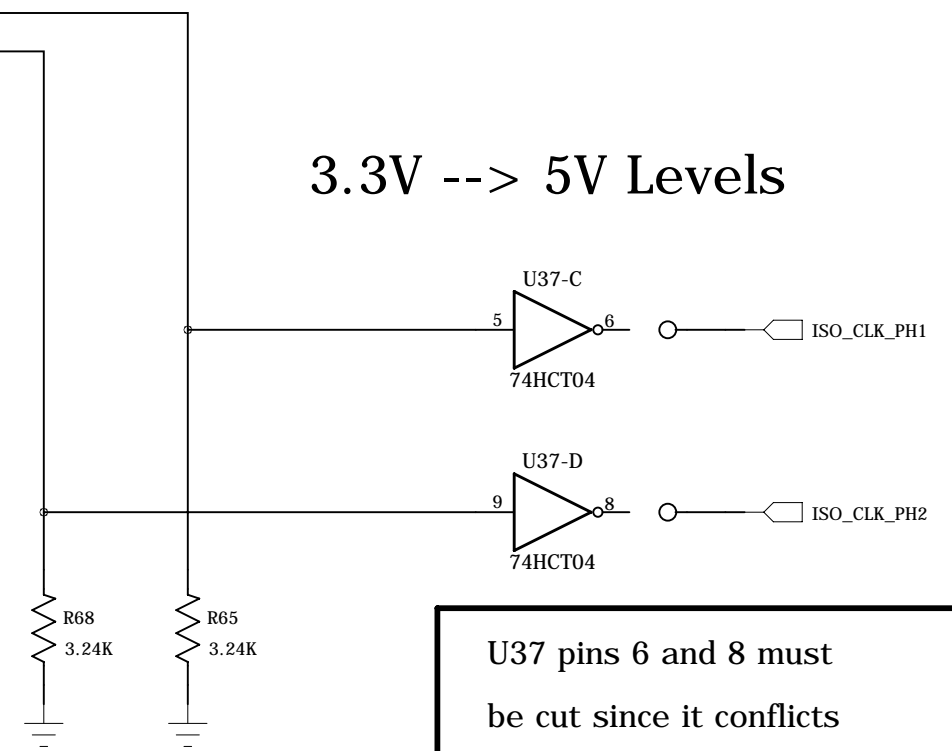 3.3V --> 5V Levels
U37-C
5
6
74HCT04
ISO_CLK_PH1
U37-D
9
8
74HCT04
ISO_CLK_PH2
R68
3.24K
R65
3.24K
U37 pins 6 and 8 must
be cut since it conflicts